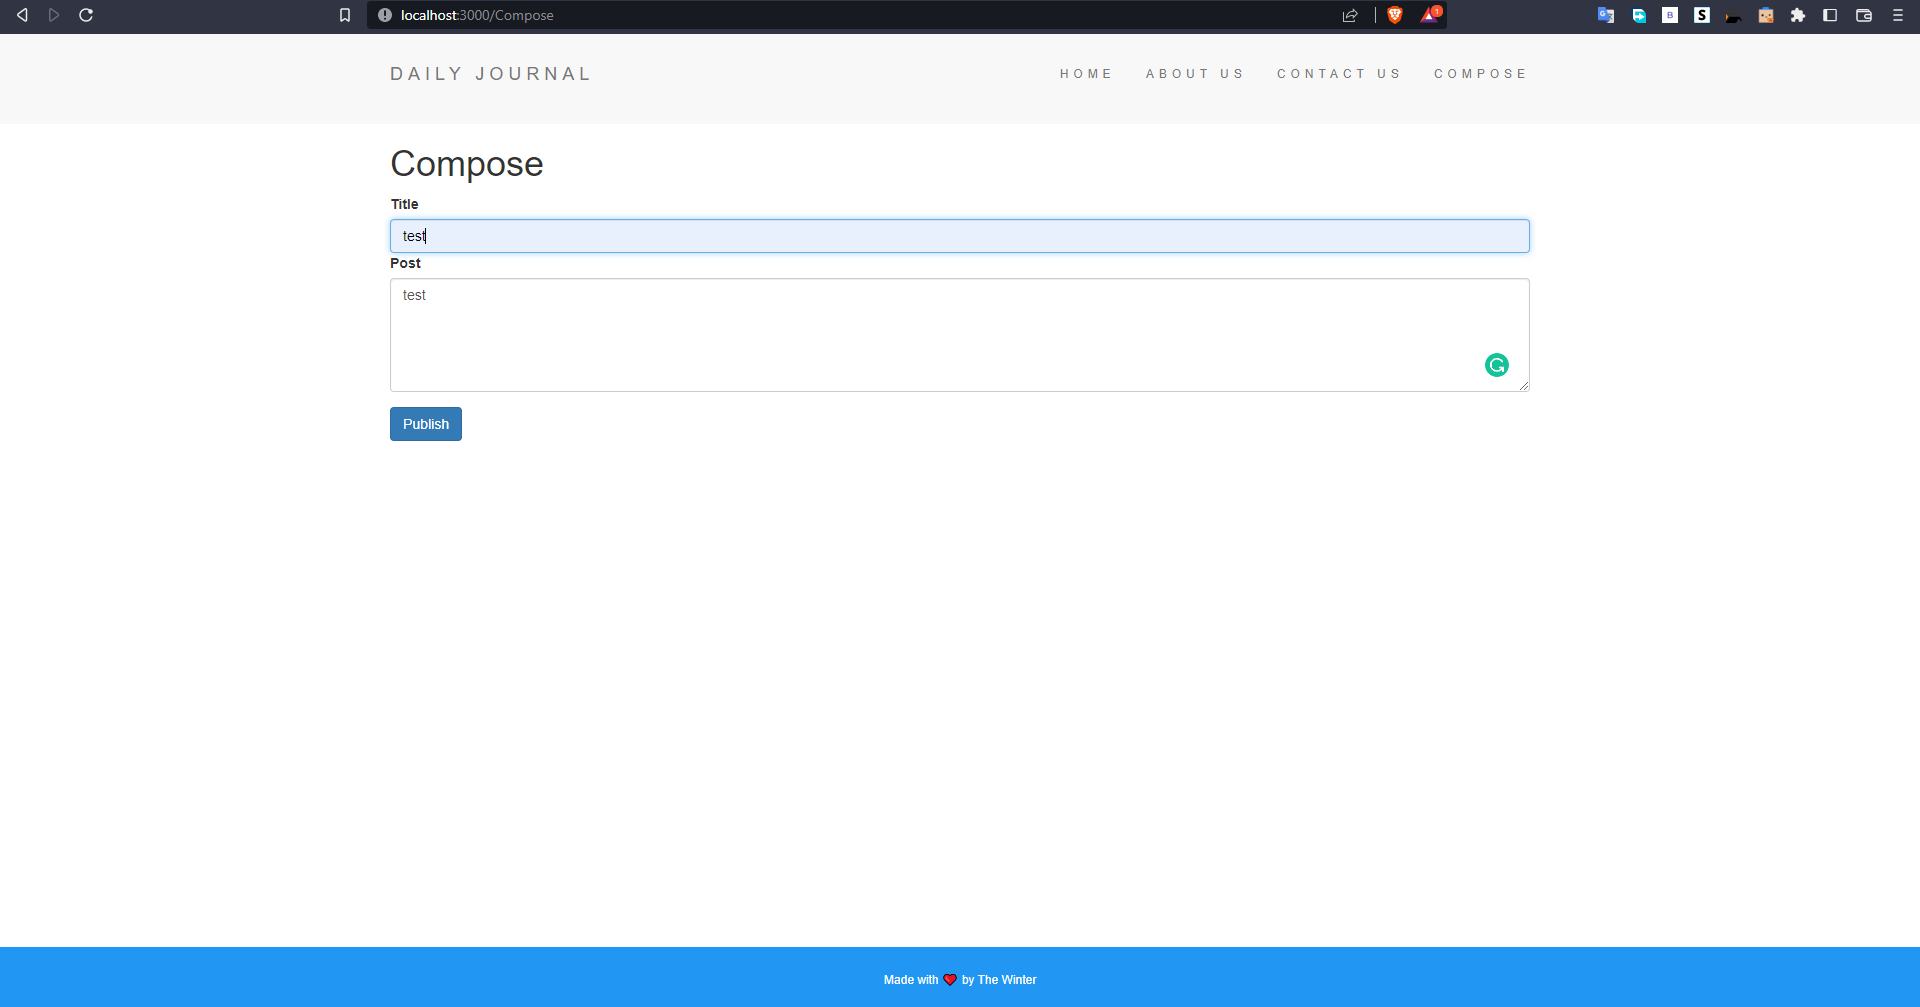 localhost:3000/Compose
1
DAILY JOURNAL
HOME ABOUT US CONTACT US COMPOSE
Compose
Title
test
Post
test
Publish
Made with ❤ by The Winter